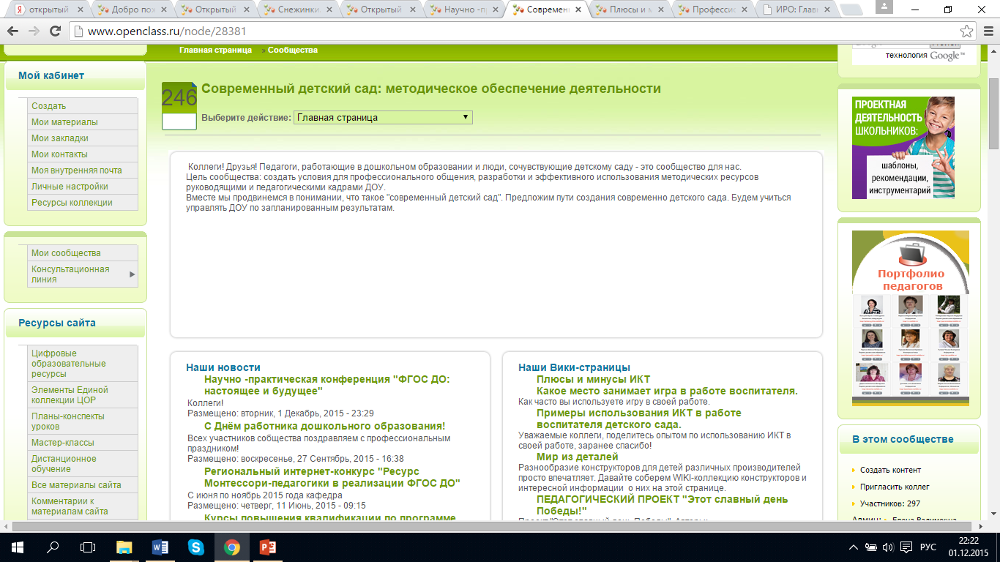 открытый
Добро пож
Открытый
Снежинки
Открытый
Научно -п
Современ
Плюсы и м
Професси
ИРО: Глав
www.openclass.ru/node/28381
Главная страница » Сообщества
Мой кабинет
Создать
Мои материалы
Мои закладки
Мои контакты
Моя внутренняя почта
Личные настройки
Ресурсы коллекции
Мои сообщества
Консультационная
линия
Ресурсы сайта
Цифровые
образовательные
ресурсы
Элементы Единой
коллекции ЦОР
Планы-конспекты
уроков
Мастер-классы
Дистанционное
обучение
Все материалы сайта
Комментарии к
материалам сайта
246
Современный детский сад: методическое обеспечение деятельности
Выберите действие: Главная страница
Коллеги! Друзья! Педагоги, работающие в дошкольном образовании и люди, сочувствующие детскому саду - это сообщество для нас.
Цель сообщества: создать условия для профессионального общения, разработки и эффективного использования методических ресурсов
руководящими и педагогическими кадрами ДОУ.
Вместе мы продвинемся в понимании, что такое "современный детский сад". Предложим пути создания современно детского сада. Будем учиться
управлять ДОУ по запланированным результатам.
Наши новости
Научно -практическая конференция "ФГОС ДО:
настоящее и будущее"
Коллеги!
Размещено: вторник, 1 Декабрь, 2015 - 23:29
С Днём работника дошкольного образования!
Всех участников собщества поздравляем с профессиональным
праздником!
Размещено: воскресенье, 27 Сентябрь, 2015 - 16:38
Региональный интернет-конкурс "Ресурс
Монтессори-педагогики в реализации ФГОС ДО"
С июня по ноябрь 2015 года кафедра
Размещено: четверг, 11 Июнь, 2015 - 09:15
Курсы повышения квалификации по программе
Наши Вики-страницы
Плюсы и минусы ИКТ
Какое место занимает игра в работе воспитателя.
Как часто вы используете игру в своей работе.
Примеры использования ИКТ в работе
воспитателя детского сада.
Уважаемые коллеги, поделитесь опытом по использованию ИКТ в
своей работе, заранее спасибо!
Мир из деталей
Разнообразие конструкторов для детей различных производителей
просто впечатляет. Давайте соберем WIKI-коллекцию конструкторов и
интересной информации о них на этой странице.
ПЕДАГОГИЧЕСКИЙ ПРОЕКТ "Этот славный день
Победы!"
технология Google™
ПРОЕКТНАЯ
ДЕЯТЕЛЬНОСТЬ
ШКОЛЬНИКОВ:
шаблоны,
рекомендации,
инструментарий
Портфолио
педагогов
В этом сообществе
Создать контент
Пригласить коллег
Участников: 297
Админ: Елена Вадимовна
РУС
22:22
01.12.2015